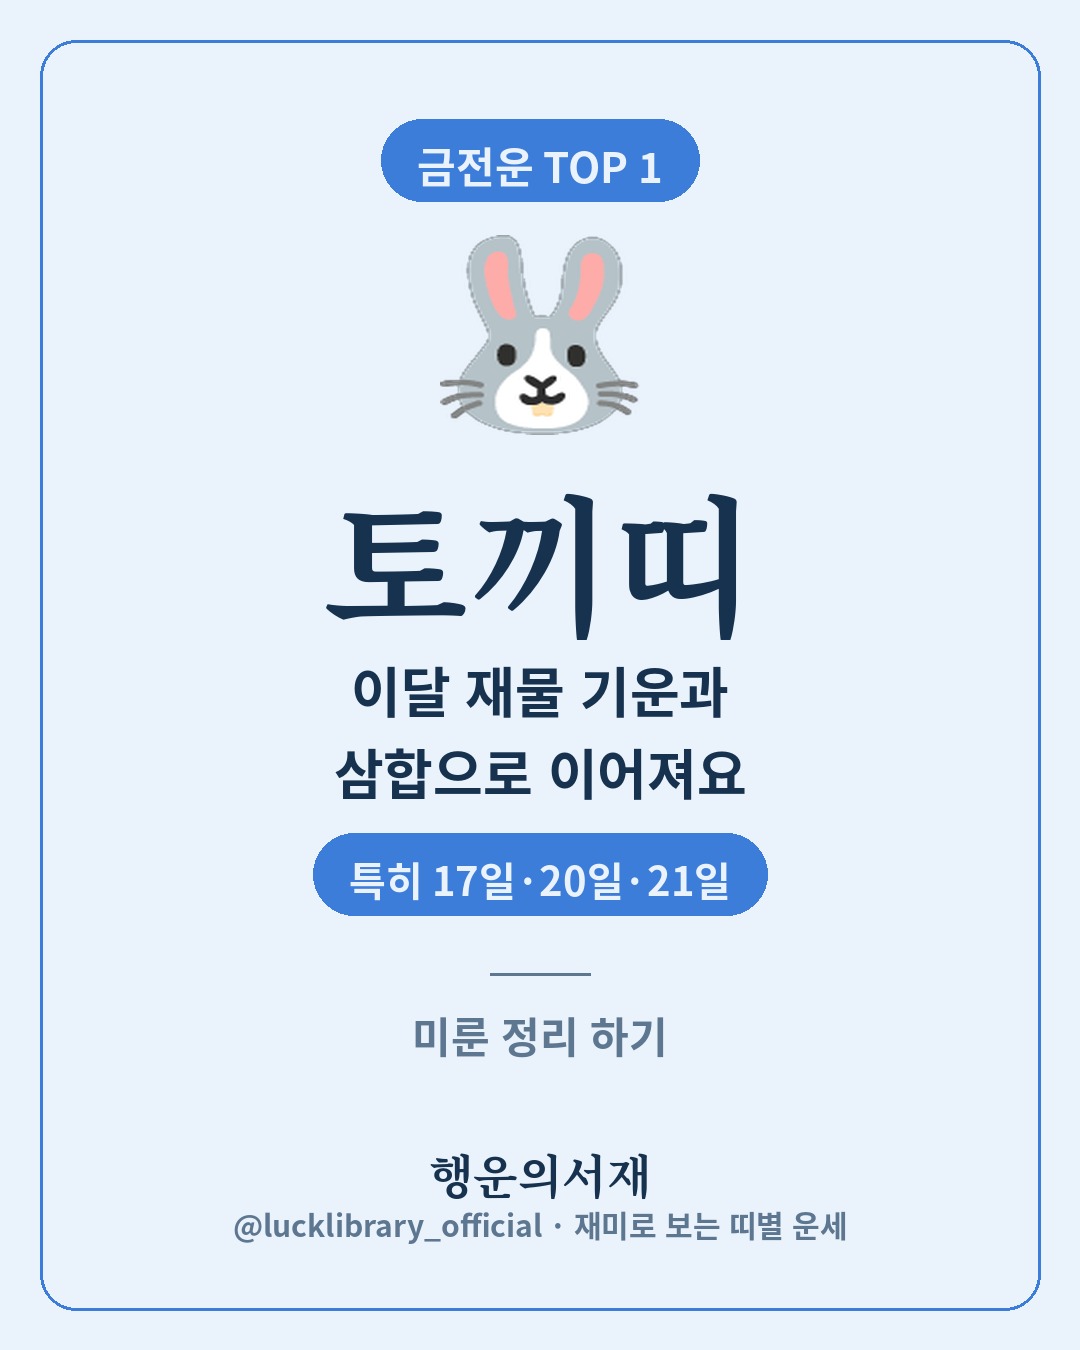 금전운 TOP 1
토끼띠
이달 재물 기운과
삼합으로 이어져요
특히 17일·20일·21일
미룬 정리 하기
행운의서재
@lucklibrary_official · 재미로 보는 띠별 운세